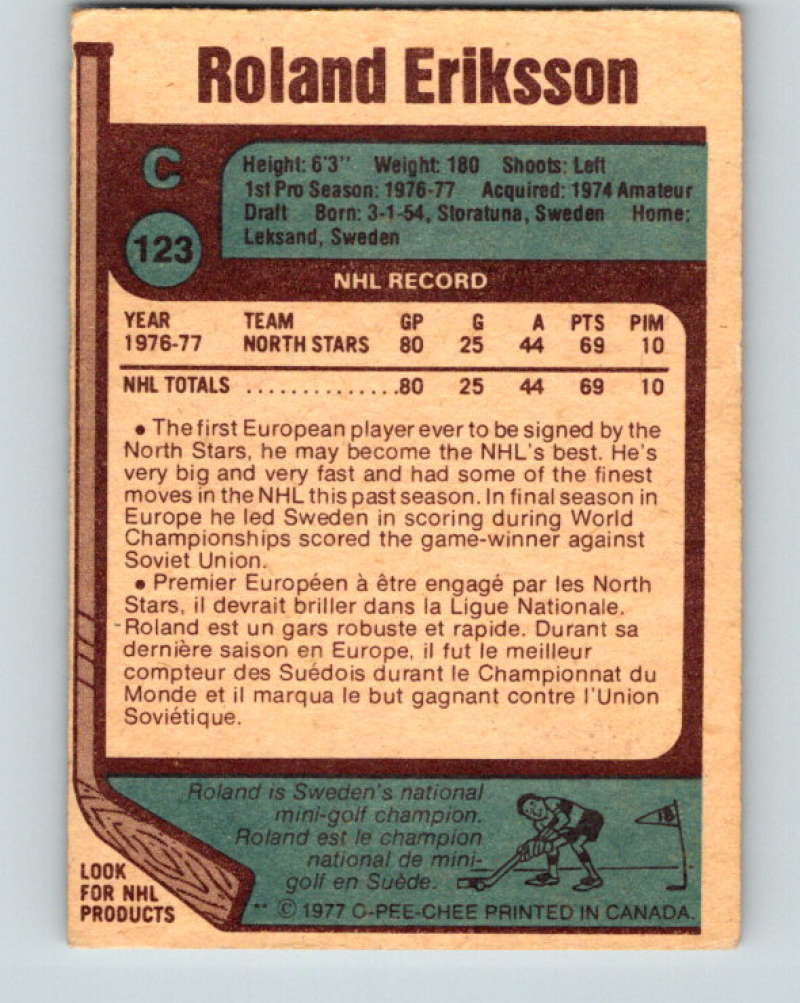 Roland Eriksson
C
123
Height: 6'3" Weight: 180 Shoots: Left
1st Pro Season: 1976-77 Acquired: 1974 Amateur
Draft Born: 3-1-54, Storatuna, Sweden Home:
Leksand, Sweden
NHL RECORD
YEAR TEAM GP G A PTS PIM
1976-77 NORTH STARS 80 25 44 69 10
NHL TOTALS ...............80 25 44 69 10
• The first European player ever to be signed by the
North Stars, he may become the NHL's best. He's
very big and very fast and had some of the finest
moves in the NHL this past season. In final season in
Europe he led Sweden in scoring during World
Championships scored the game-winner against
Soviet Union.
• Premier Européen à être engagé par les North
Stars, il devrait briller dans la Ligue Nationale.
Roland est un gars robuste et rapide. Durant sa
dernière saison en Europe, il fut le meilleur
compteur des Suédois durant le Championnat du
Monde et il marqua le but gagnant contre l'Union
Soviétique.
Roland is Sweden's national
mini-golf champion.
Roland est le champion
national de mini-
golf en Suède.
18
LOOK
FOR NHL
PRODUCTS
** © 1977 O-PEE-CHEE PRINTED IN CANADA.